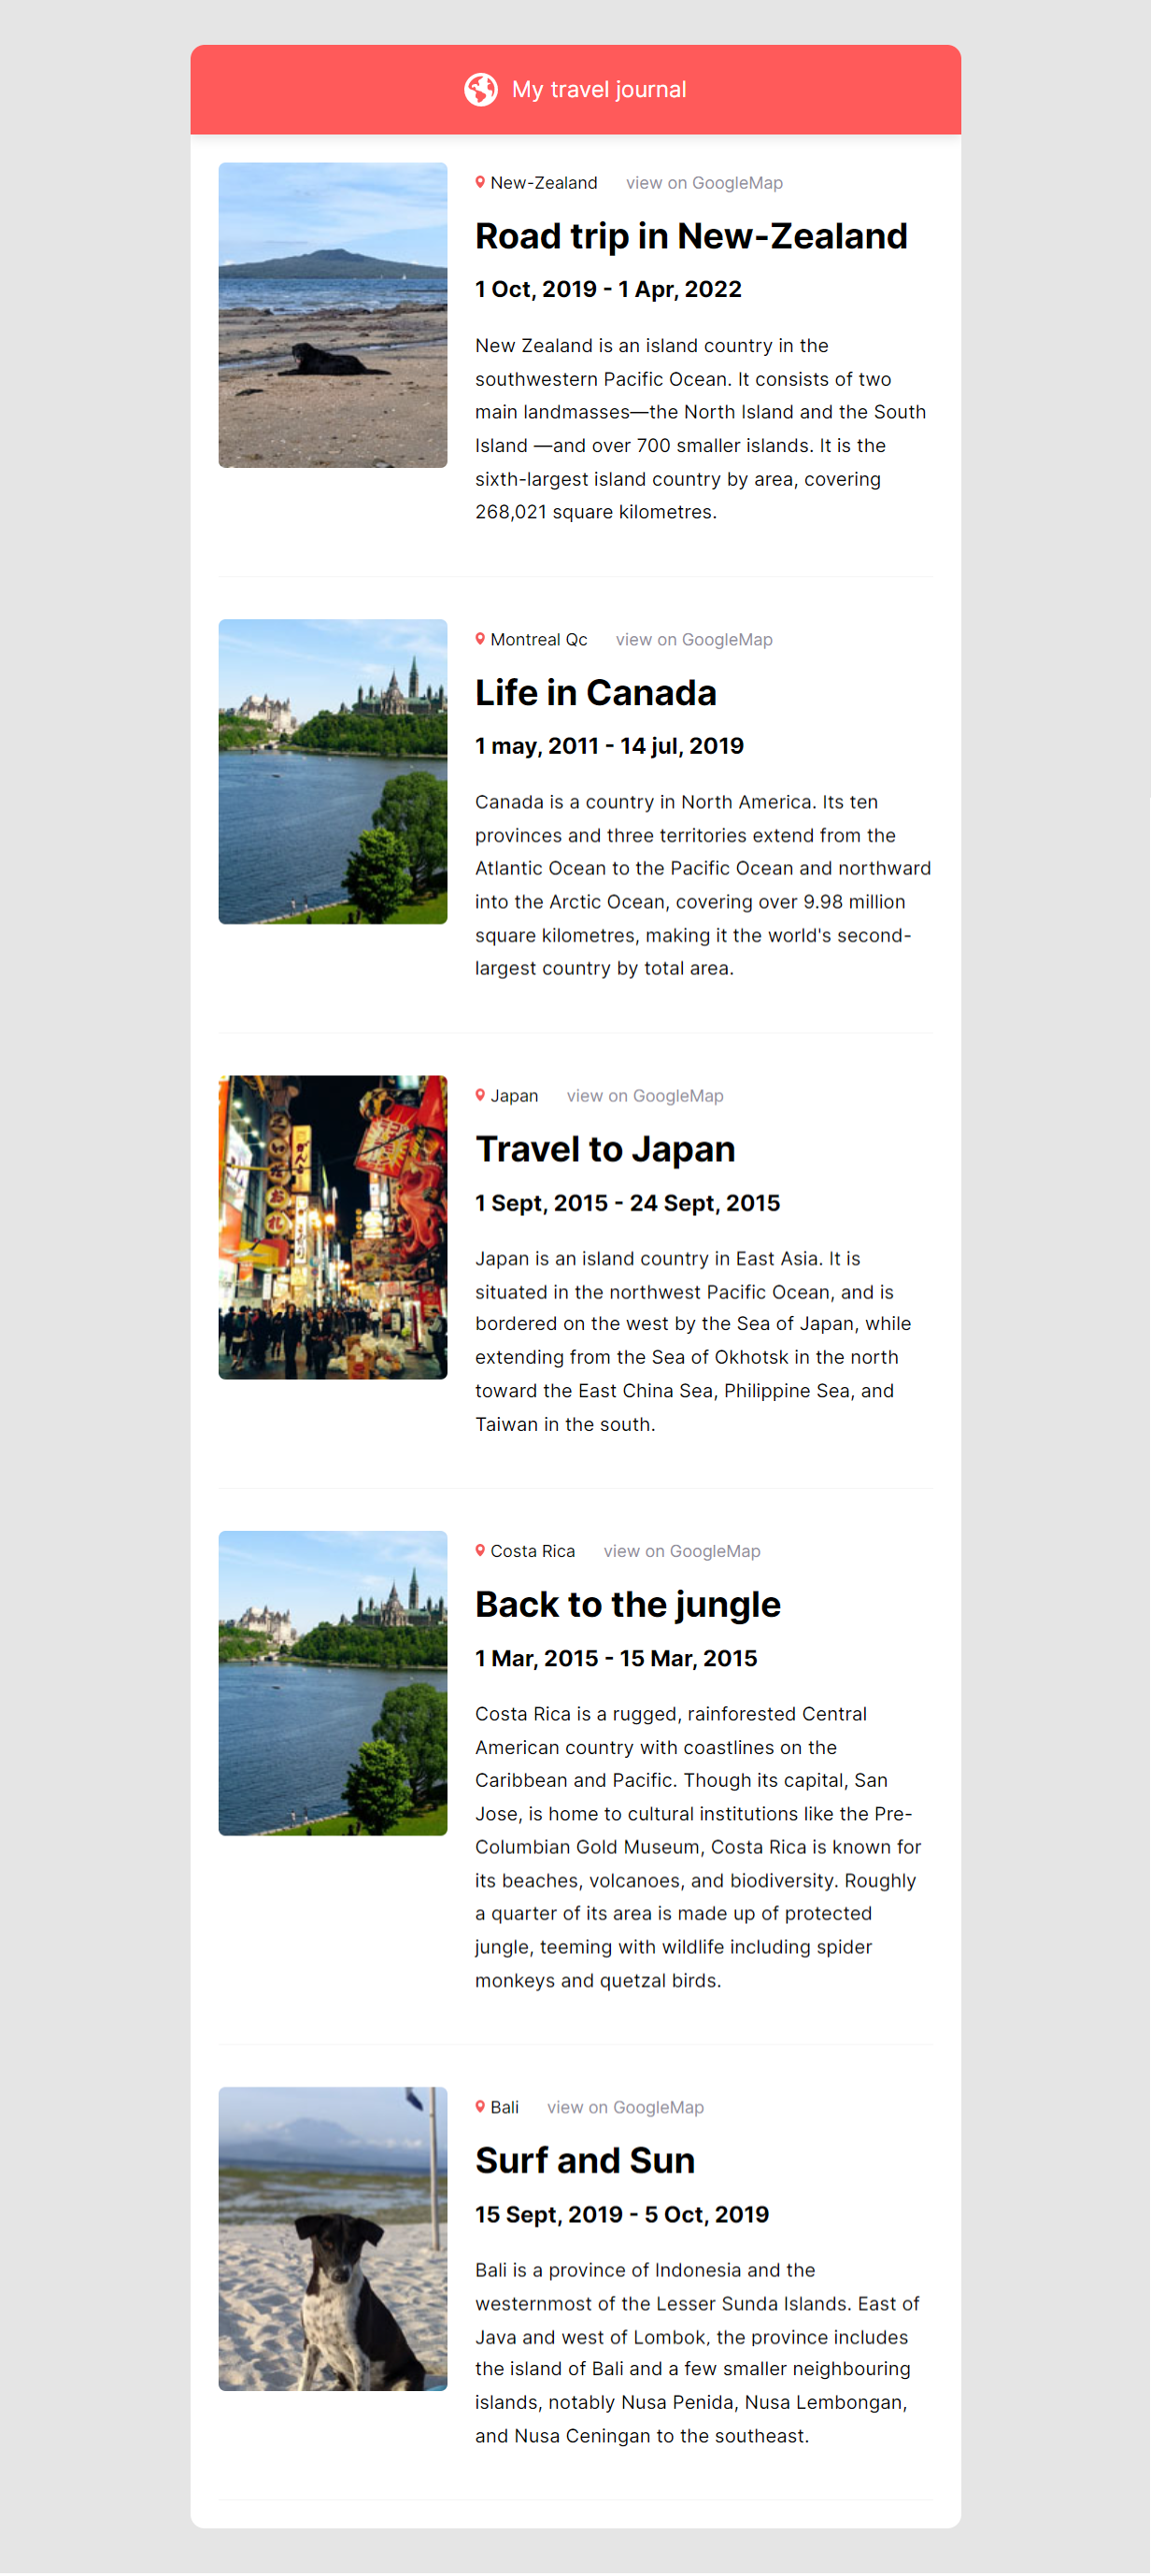 My travel journal
New-Zealand view on GoogleMap
Road trip in New-Zealand
1 Oct, 2019 - 1 Apr, 2022
New Zealand is an island country in the
southwestern Pacific Ocean. It consists of two
main landmasses—the North Island and the South
Island —and over 700 smaller islands. It is the
sixth-largest island country by area, covering
268,021 square kilometres.
Montreal Qc view on GoogleMap
Life in Canada
1 may, 2011 - 14 jul, 2019
Canada is a country in North America. Its ten
provinces and three territories extend from the
Atlantic Ocean to the Pacific Ocean and northward
into the Arctic Ocean, covering over 9.98 million
square kilometres, making it the world's second-
largest country by total area.
Japan view on GoogleMap
Travel to Japan
1 Sept, 2015 - 24 Sept, 2015
Japan is an island country in East Asia. It is
situated in the northwest Pacific Ocean, and is
bordered on the west by the Sea of Japan, while
extending from the Sea of Okhotsk in the north
toward the East China Sea, Philippine Sea, and
Taiwan in the south.
Costa Rica view on GoogleMap
Back to the jungle
1 Mar, 2015 - 15 Mar, 2015
Costa Rica is a rugged, rainforested Central
American country with coastlines on the
Caribbean and Pacific. Though its capital, San
Jose, is home to cultural institutions like the Pre-
Columbian Gold Museum, Costa Rica is known for
its beaches, volcanoes, and biodiversity. Roughly
a quarter of its area is made up of protected
jungle, teeming with wildlife including spider
monkeys and quetzal birds.
Bali view on GoogleMap
Surf and Sun
15 Sept, 2019 - 5 Oct, 2019
Bali is a province of Indonesia and the
westernmost of the Lesser Sunda Islands. East of
Java and west of Lombok, the province includes
the island of Bali and a few smaller neighbouring
islands, notably Nusa Penida, Nusa Lembongan,
and Nusa Ceningan to the southeast.